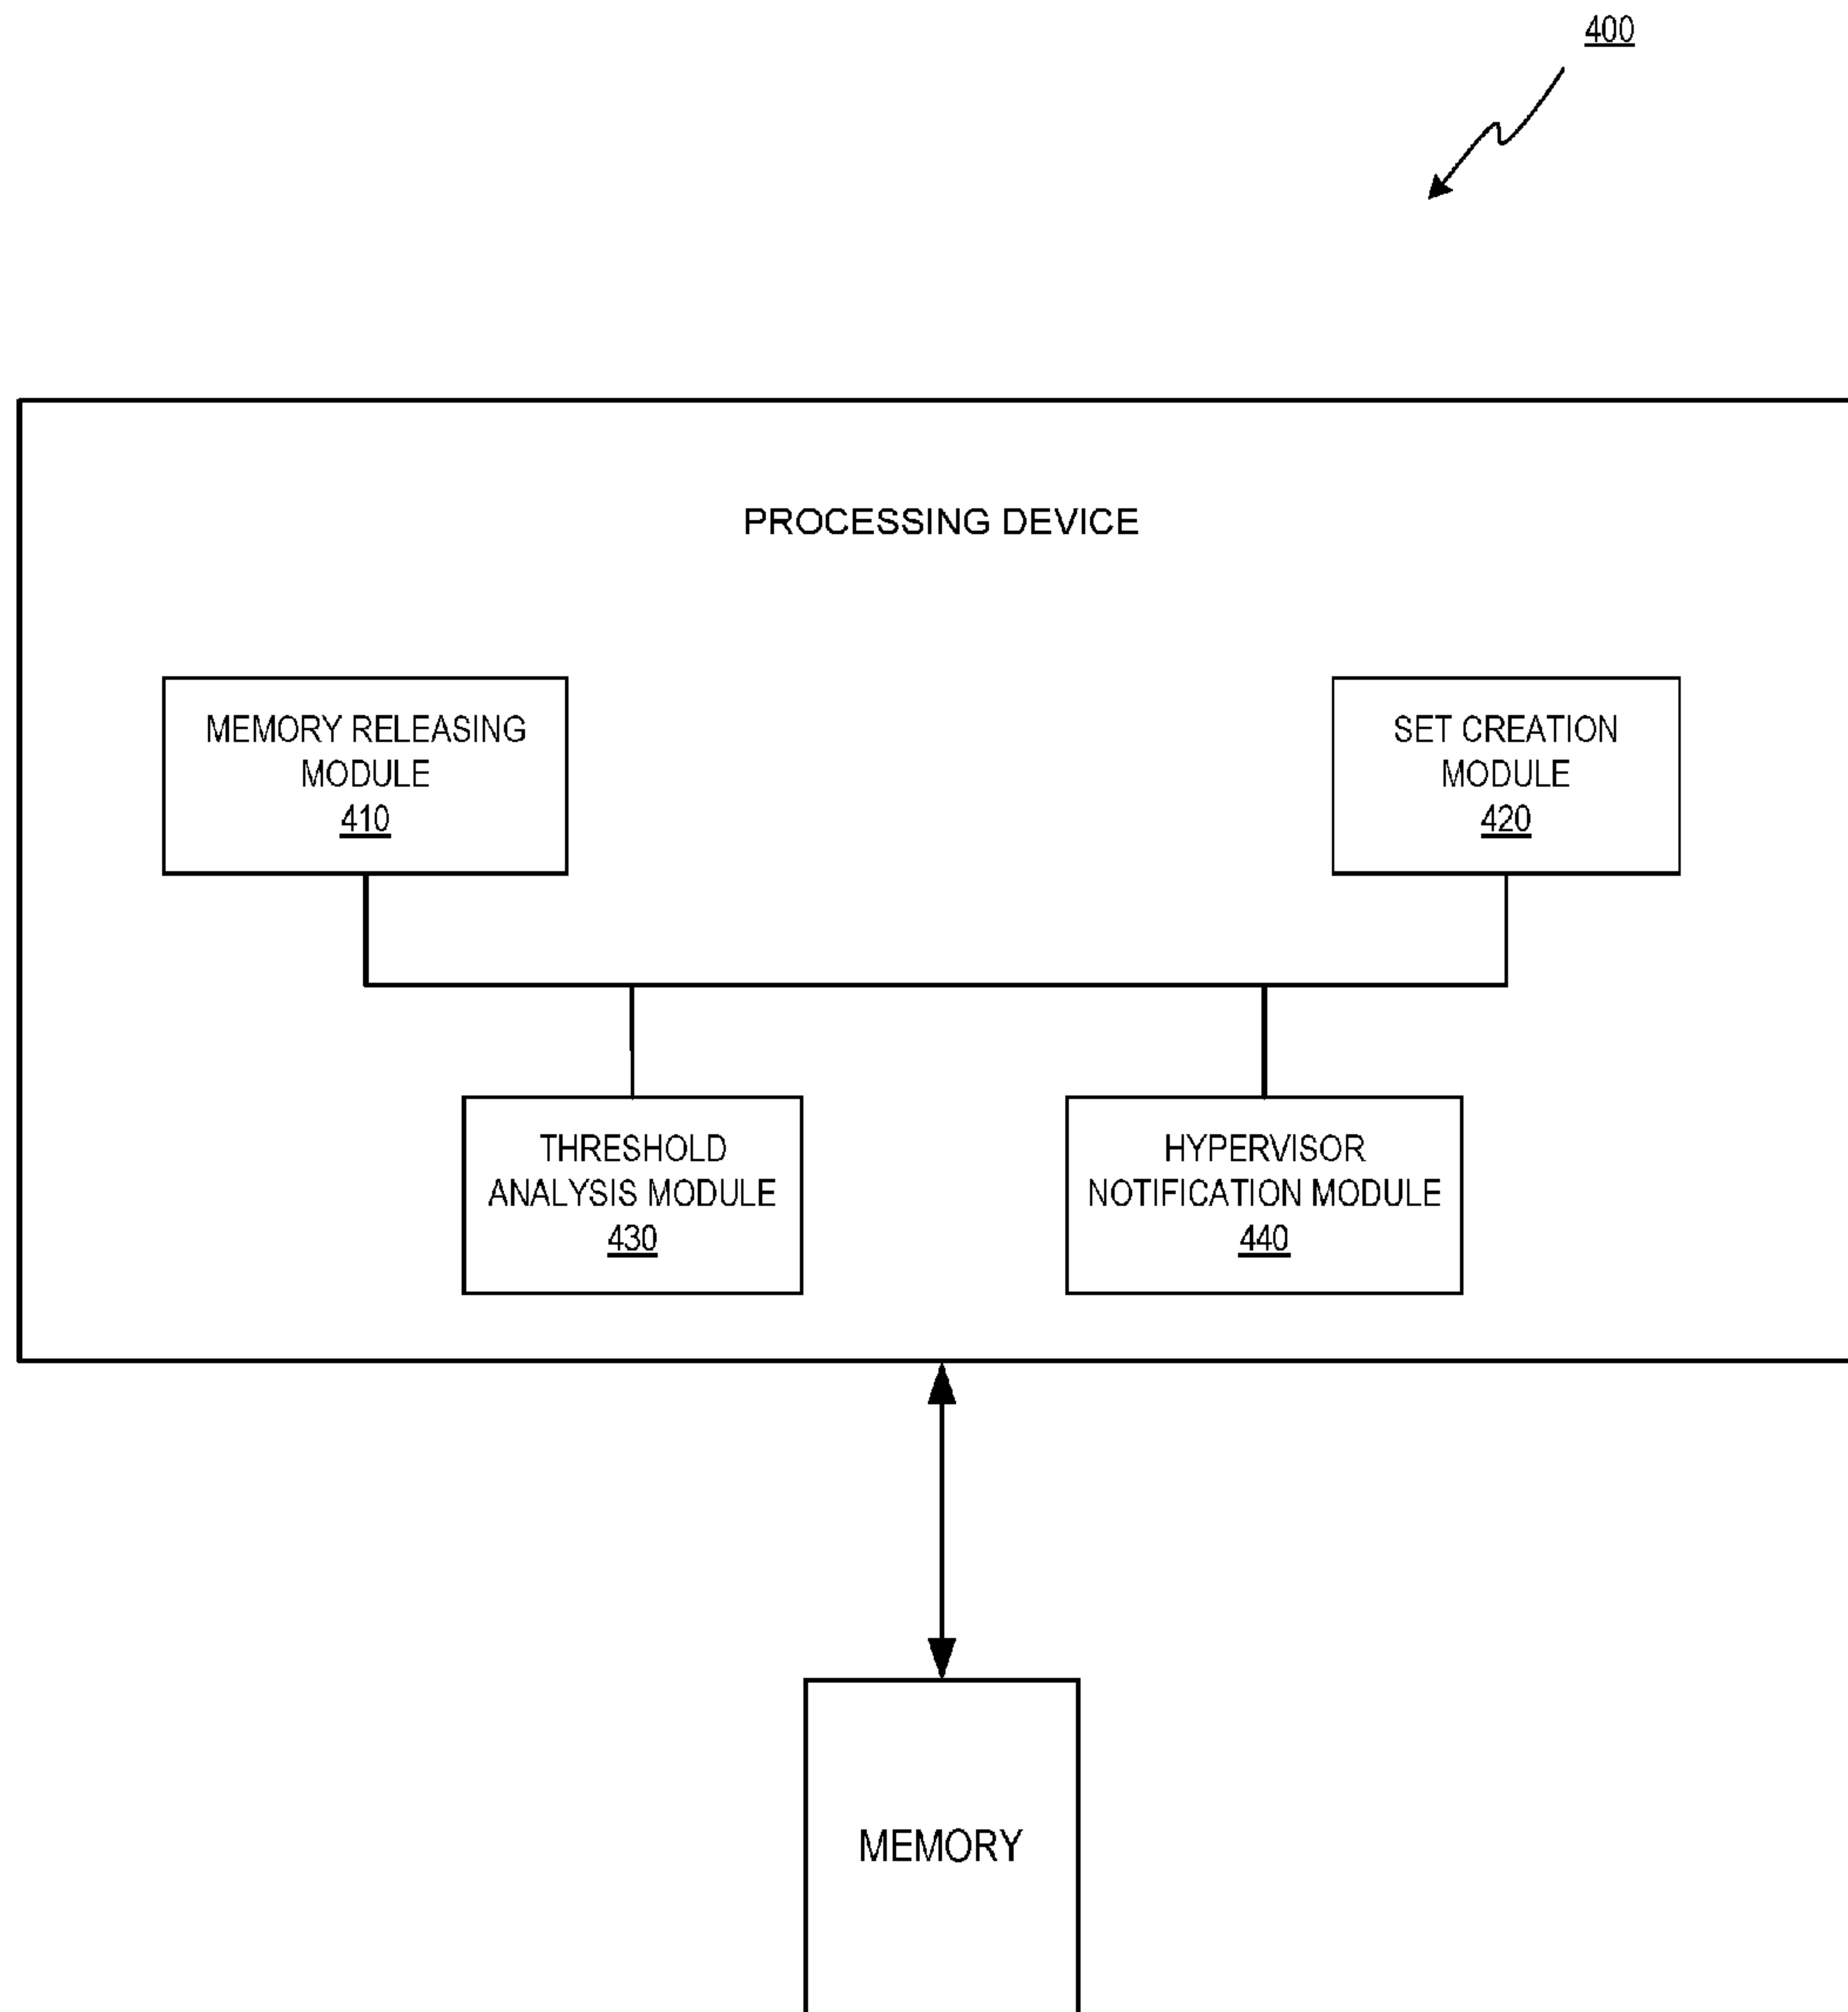 400
PROCESSING DEVICE
MEMORY RELEASING
MODULE
410
SET CREATION
MODULE
420
THRESHOLD
ANALYSIS MODULE
430
HYPERVISOR
NOTIFICATION MODULE
440
MEMORY